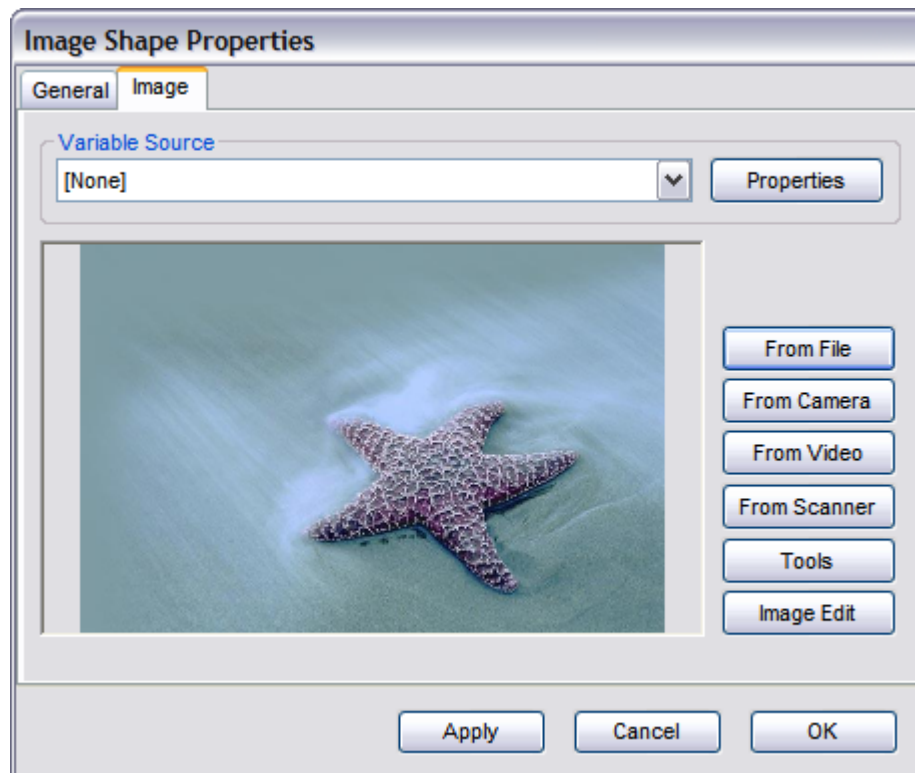 Image Shape Properties
General Image
Variable Source
[None] Properties
From File
From Camera
From Video
From Scanner
Tools
Image Edit
Apply Cancel OK